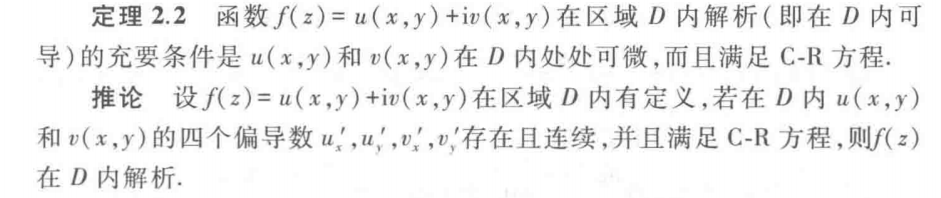 定理 2.2 函数 f(z)=u(x,y)+iv(x,y)在区域 D 内解析(即在 D 内可
导)的充要条件是 u(x,y)和 v(x,y)在 D 内处处可微,而且满足 C-R 方程.
推论 设 f(z)=u(x,y)+iv(x,y)在区域 D 内有定义,若在 D 内 u(x,y)
和 v(x,y)的四个偏导数 u′ₓ,u′ᵧ,v′ₓ,v′ᵧ存在且连续,并且满足 C-R 方程,则f(z)
在 D 内解析.